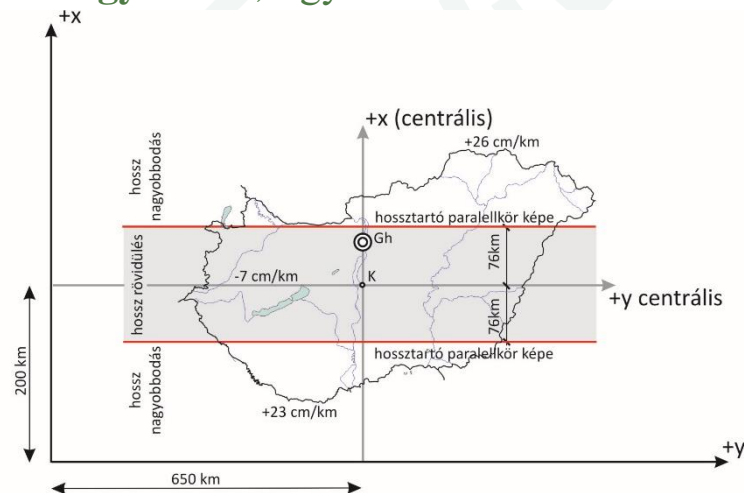 +x
+x (centrális)
+26 cm/km
hossz
nagyobbodás
hossztartó paralellkör képe
Gh
76km
hossz rövidülés
-7 cm/km
K
+y centrális
76km
hossztartó paralellkör képe
hossz
nagyobbodás
200 km
+23 cm/km
+y
650 km